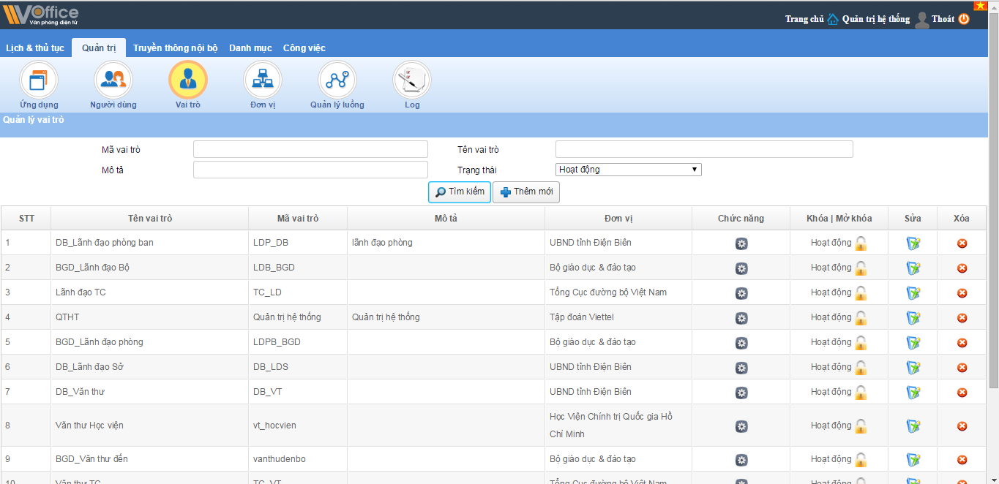 VOffice
Văn phòng điện tử
Trang chủ Quản trị hệ thống Thoát
Lịch & thủ tục Quản trị Truyền thông nội bộ Danh mục Công việc
Ứng dụng Người dùng Vai trò Đơn vị Quản lý luồng Log
Quản lý vai trò
Mã vai trò Tên vai trò
Mô tả Trạng thái Hoạt động
Tìm kiếm Thêm mới
STT Tên vai trò Mã vai trò Mô tả Đơn vị Chức năng Khóa | Mở khóa Sửa Xóa
1 DB_Lãnh đạo phòng ban LDP_DB lãnh đạo phòng UBND tỉnh Điện Biên Hoạt động
2 BGD_Lãnh đạo Bộ LDB_BGD Bộ giáo dục & đào tạo Hoạt động
3 Lãnh đạo TC TC_LD Tổng Cục đường bộ Việt Nam Hoạt động
4 QTHT Quản trị hệ thống Quản trị hệ thống Tập đoàn Viettel Hoạt động
5 BGD_Lãnh đạo phòng LDPB_BGD Bộ giáo dục & đào tạo Hoạt động
6 DB_Lãnh đạo Sở DB_LDS UBND tỉnh Điện Biên Hoạt động
7 DB_Văn thư DB_VT UBND tỉnh Điện Biên Hoạt động
8 Văn thư Học viện vt_hocvien Học Viện Chính trị Quốc gia Hồ Chí Minh Hoạt động
9 BGD_Văn thư đến vanthudenbo Bộ giáo dục & đào tạo Hoạt động
10 Văn thư TC TC_VT Tổng Cục đường bộ Việt Nam Hoạt động